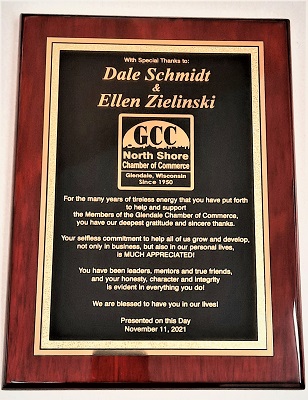 With Special Thanks to:
Dale Schmidt
&
Ellen Zielinski
GCC
North Shore
Chamber of Commerce
Glendale, Wisconsin
Since 1950
For the many years of tireless energy that you have put forth
to help and support
the Members of the Glendale Chamber of Commerce,
you have our deepest gratitude and sincere thanks.
Your selfless commitment to help all of us grow and develop,
not only in business, but also in our personal lives,
is MUCH APPRECIATED!
You have been leaders, mentors and true friends,
and your honesty, character and integrity
is evident in everything you do!
We are blessed to have you in our lives!
Presented on this Day
November 11, 2021